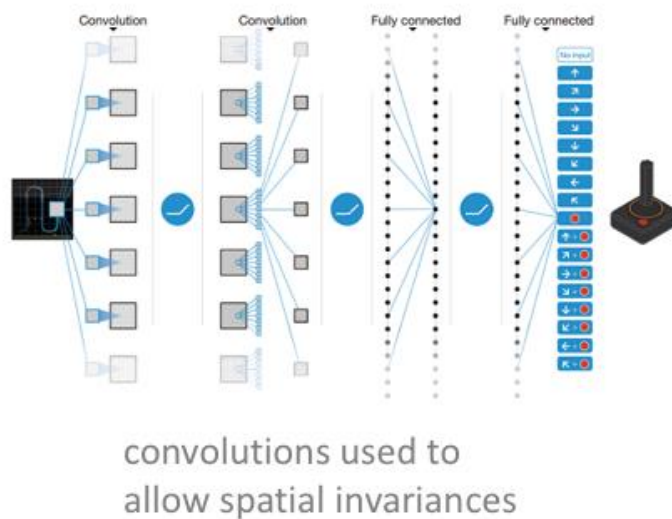 Convolution
Convolution
Fully connected
Fully connected
No input
convolutions used to
allow spatial invariances